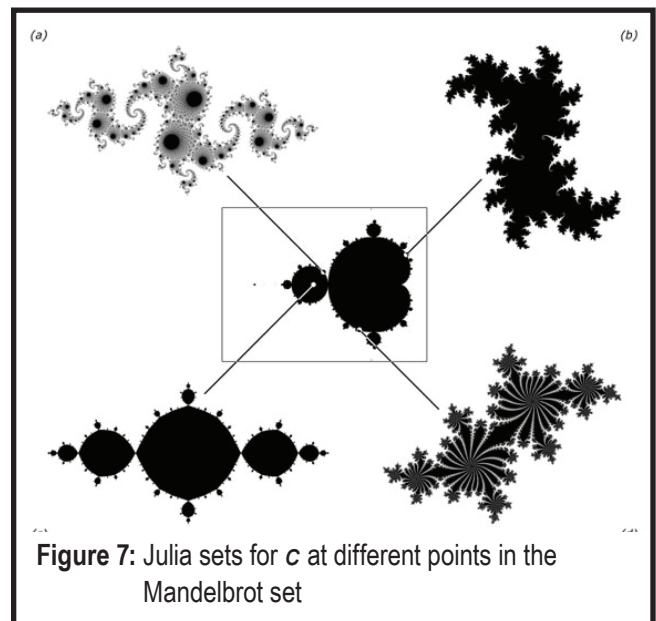 (a)
(b)
(d)
Figure 7: Julia sets for c at different points in the
Mandelbrot set